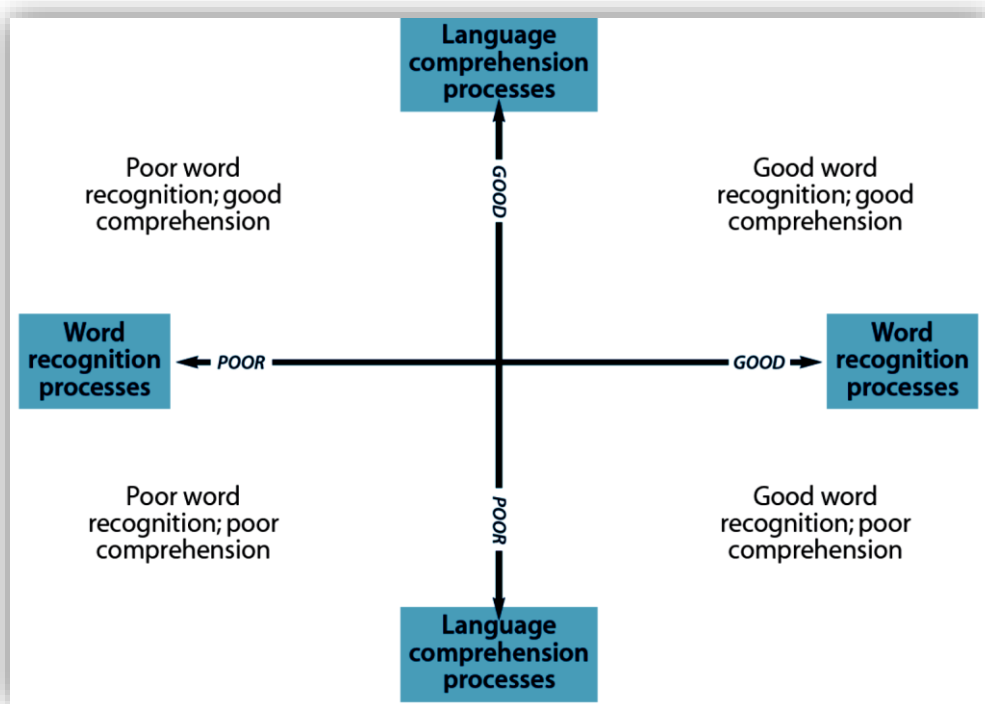 Language
comprehension
processes
Poor word
recognition; good
comprehension
GOOD
Good word
recognition; good
comprehension
Word
recognition
processes
POOR
GOOD
Word
recognition
processes
Poor word
recognition; poor
comprehension
POOR
Good word
recognition; poor
comprehension
Language
comprehension
processes